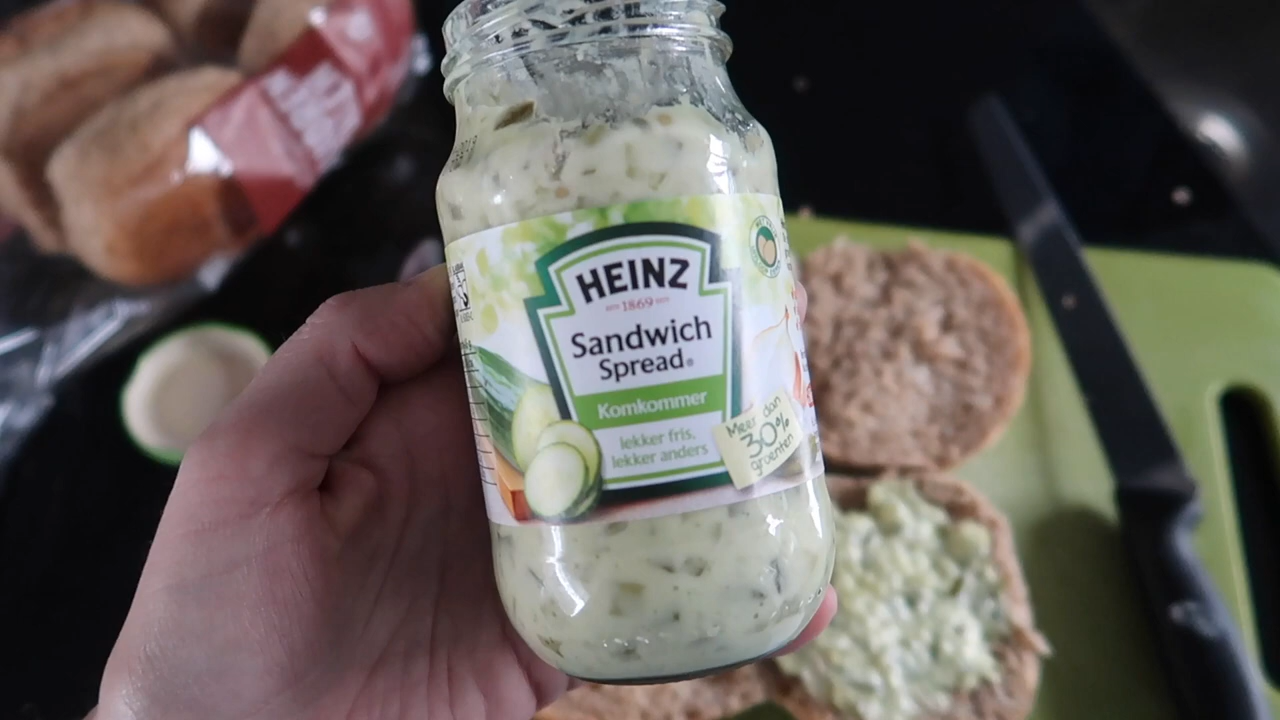 HEINZ
1869
Sandwich
Spread®
Komkommer
lekker fris,
lekker anders
Meer dan
30%
groenten